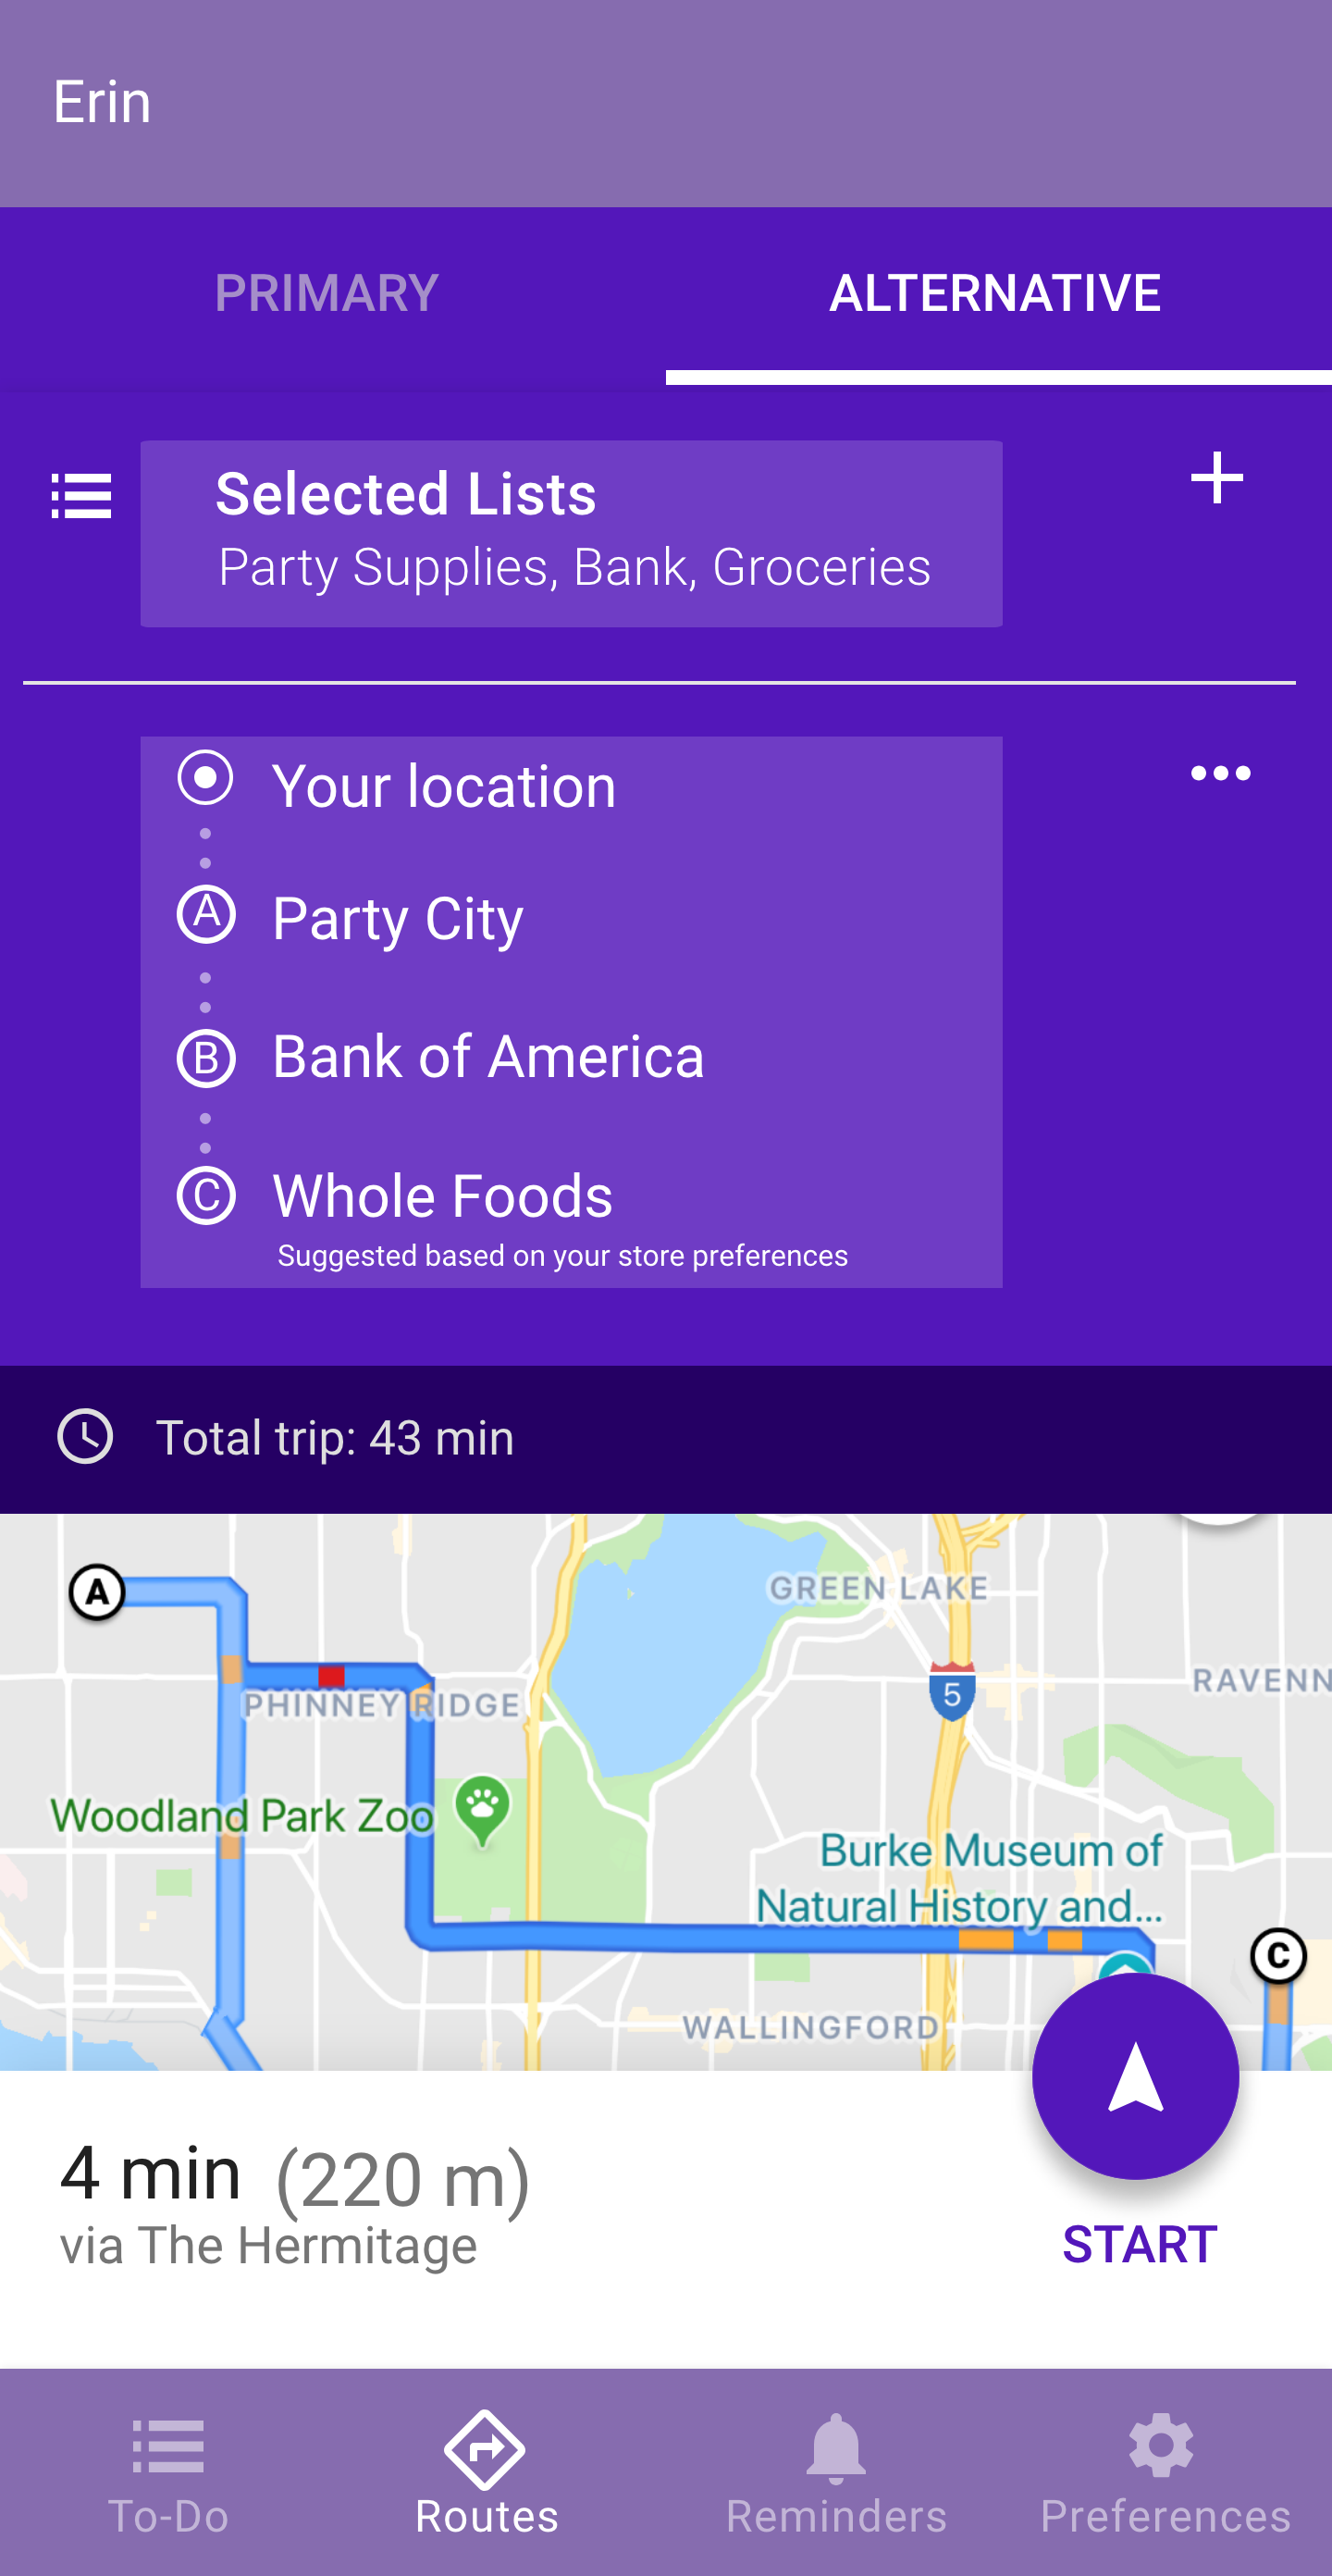 Erin
PRIMARY
ALTERNATIVE
Selected Lists
Party Supplies, Bank, Groceries
Your location
A
Party City
B
Bank of America
C
Whole Foods
Suggested based on your store preferences
Total trip: 43 min
A
GREEN LAKE
5
RAVENN
PHINNEY RIDGE
Woodland Park Zoo
Burke Museum of
Natural History and...
C
WALLINGFORD
4 min (220 m)
via The Hermitage
START
To-Do
Routes
Reminders
Preferences